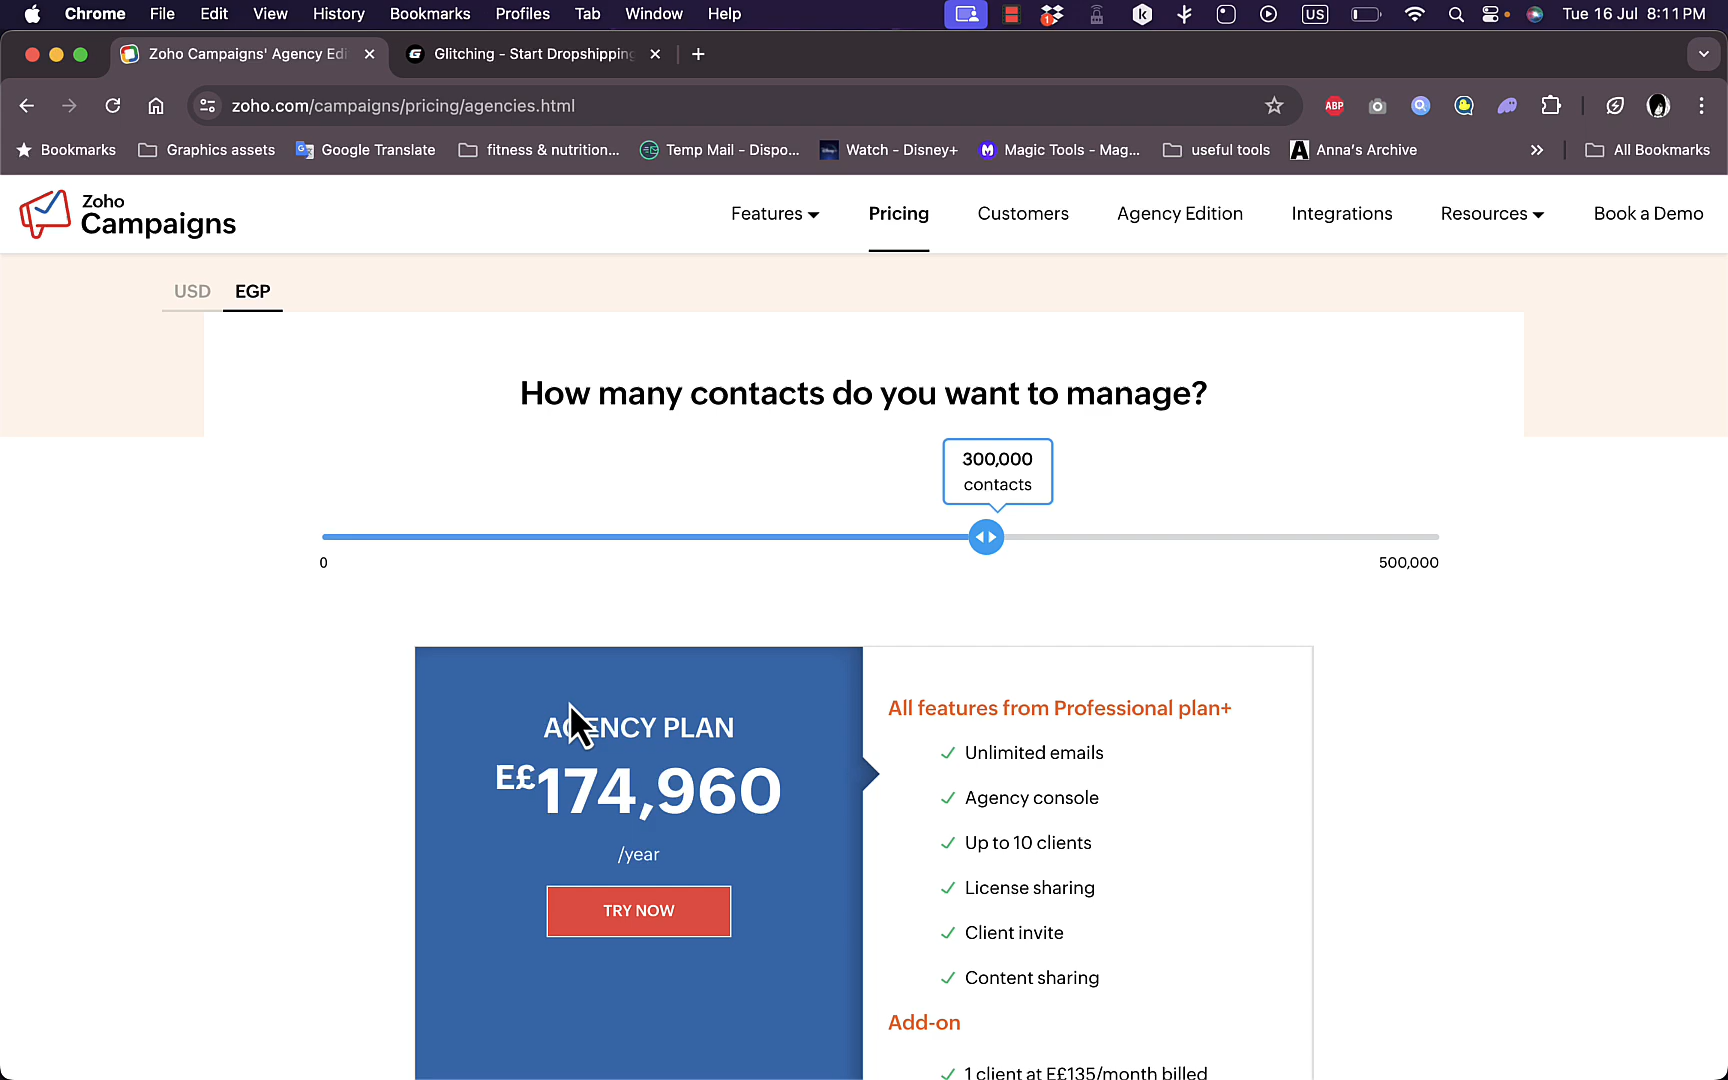 Chrome File Edit View History Bookmarks Profiles Tab Window Help US Tue 16 Jul 8:11 PM
Zoho Campaigns' Agency Edi Glitching - Start Dropshipping
zoho.com/campaigns/pricing/agencies.html ABP
Bookmarks Graphics assets Google Translate fitness & nutrition... Temp Mail - Dispo... Watch - Disney+ Magic Tools - Mag... useful tools Anna's Archive All Bookmarks
Zoho
Campaigns
Features Pricing Customers Agency Edition Integrations Resources Book a Demo
USD EGP
How many contacts do you want to manage?
300,000
contacts
0 500,000
AGENCY PLAN
E£174,960
/year
TRY NOW
All features from Professional plan+
Unlimited emails
Agency console
Up to 10 clients
License sharing
Client invite
Content sharing
Add-on
1 client at E£135/month billed